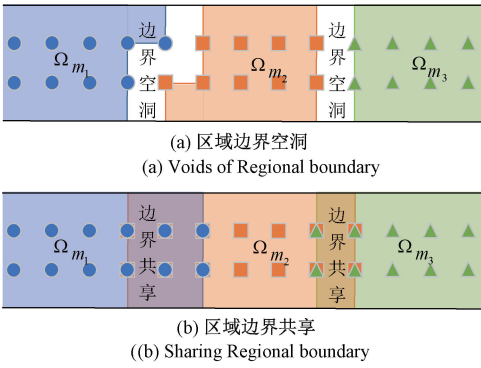 Ω m₁
边界空洞
Ω m₂
边界空洞
Ω m₃
(a) 区域边界空洞
(a) Voids of Regional boundary
Ω m₁
边界共享
Ω m₂
边界共享
Ω m₃
(b) 区域边界共享
((b) Sharing Regional boundary